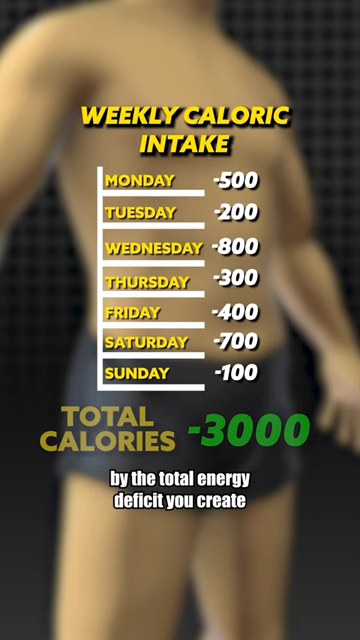 WEEKLY CALORIC
INTAKE
MONDAY -500
TUESDAY -200
WEDNESDAY -800
THURSDAY -300
FRIDAY -400
SATURDAY -700
SUNDAY -100
TOTAL
CALORIES -3000
by the total energy
deficit you create